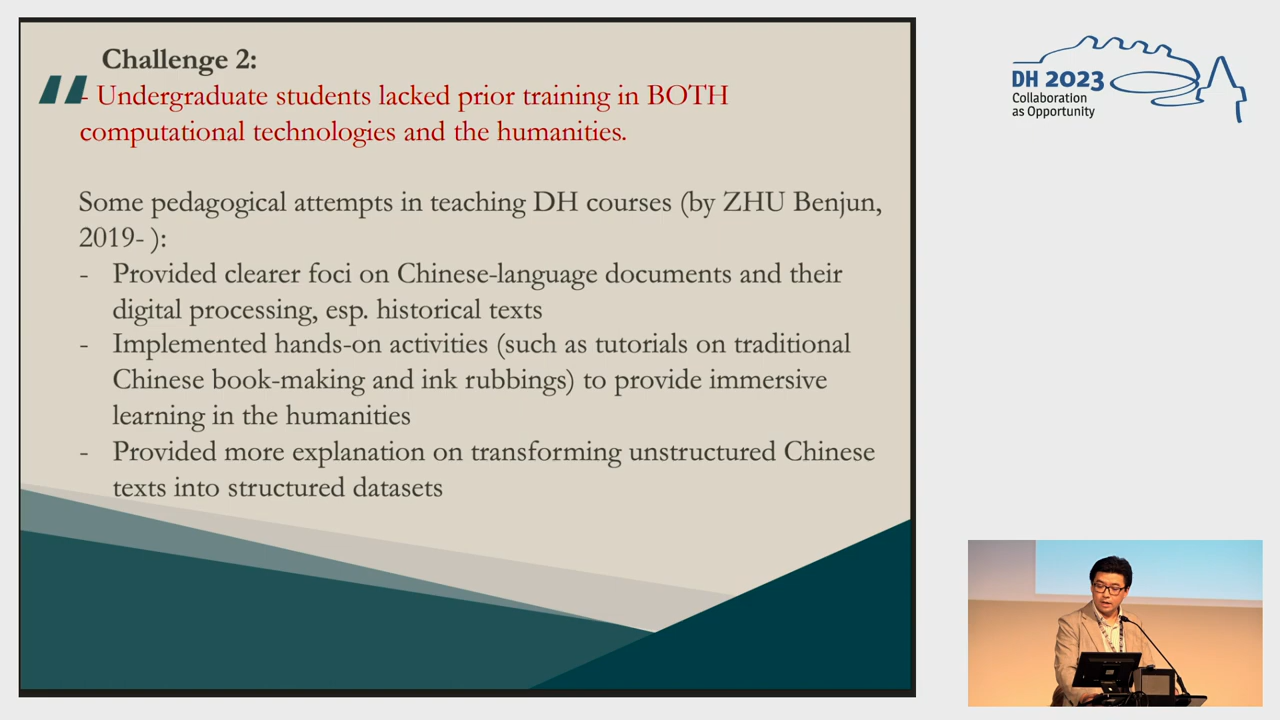 Challenge 2:
- Undergraduate students lacked prior training in BOTH
computational technologies and the humanities.
Some pedagogical attempts in teaching DH courses (by ZHU Benjun,
2019- ):
- Provided clearer foci on Chinese-language documents and their
digital processing, esp. historical texts
- Implemented hands-on activities (such as tutorials on traditional
Chinese book-making and ink rubbings) to provide immersive
learning in the humanities
- Provided more explanation on transforming unstructured Chinese
texts into structured datasets
DH 2023
Collaboration
as Opportunity